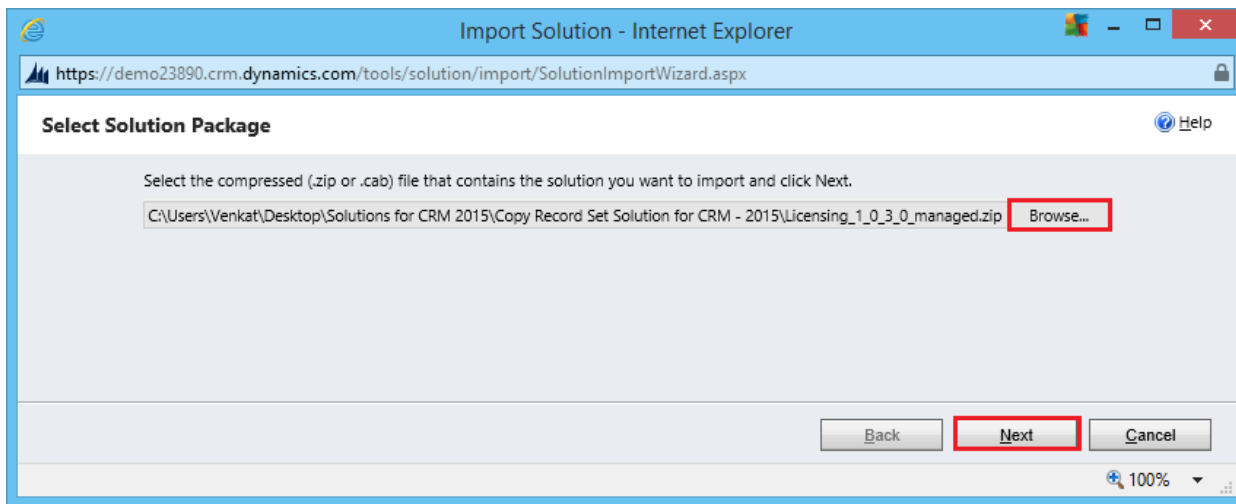 Import Solution - Internet Explorer
https://demo23890.crm.dynamics.com/tools/solution/import/SolutionImportWizard.aspx
Select Solution Package
Help
Select the compressed (.zip or .cab) file that contains the solution you want to import and click Next.
C:\Users\Venkat\Desktop\Solutions for CRM 2015\Copy Record Set Solution for CRM - 2015\Licensing_1_0_3_0_managed.zip Browse...
Back Next Cancel
100%